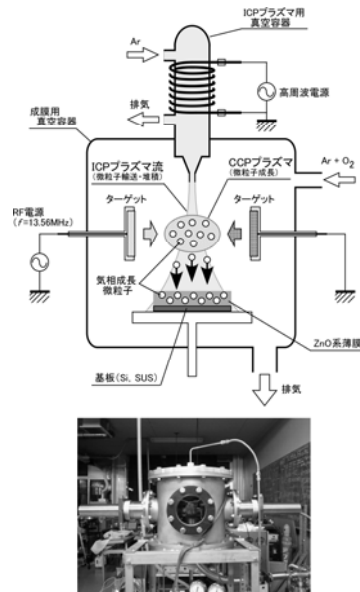 ICPプラズマ用
真空容器
Ar
高周波電源
排気
成膜用
真空容器
ICPプラズマ流
(微粒子輸送・堆積)
CCPプラズマ
(微粒子成長)
Ar + O2
ターゲット
ターゲット
RF電源
(f=13.56MHz)
気相成長
微粒子
ZnO系薄膜
基板(Si, SUS)
排気